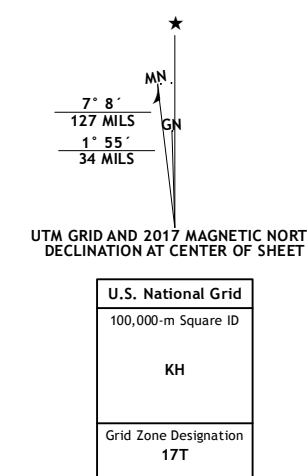 ★
MN
7° 8´
127 MILS
GN
1° 55´
34 MILS
UTM GRID AND 2017 MAGNETIC NORT
DECLINATION AT CENTER OF SHEET
U.S. National Grid
100,000-m Square ID
KH
Grid Zone Designation
17T